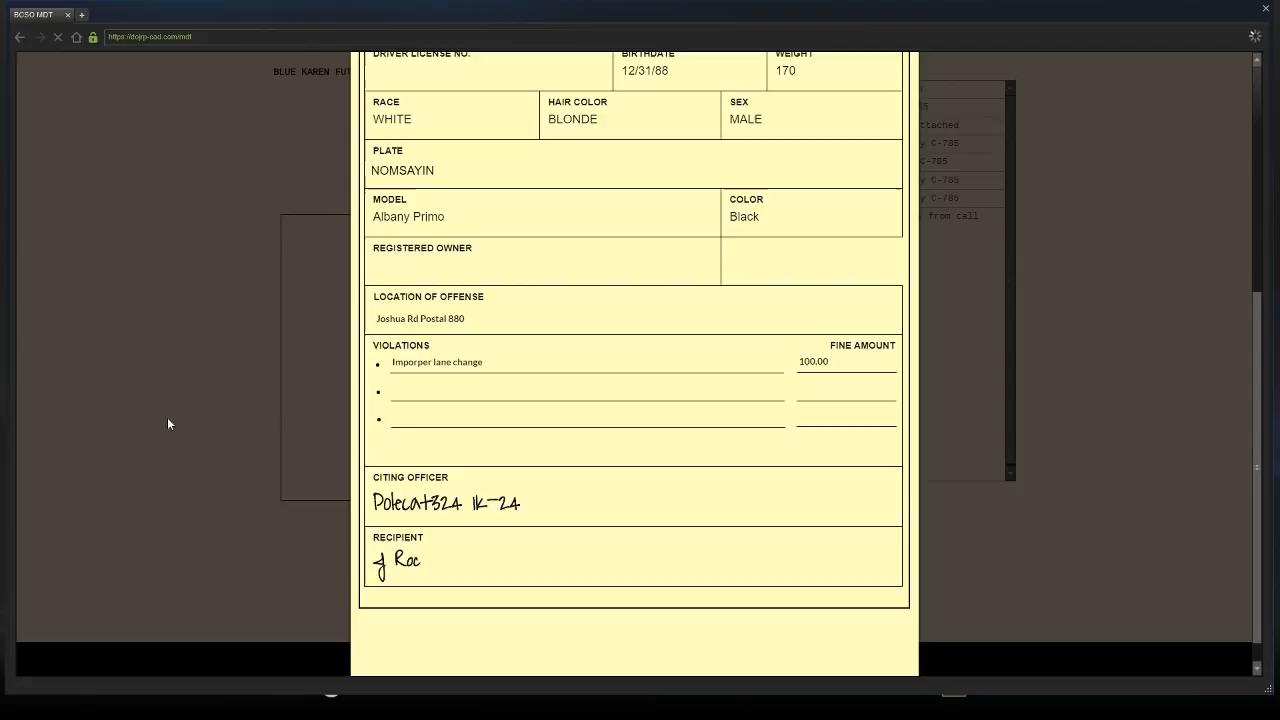 BCSO MDT
https://dojrp-cad.com/mdt
BLUE KAREN FUT
DRIVER LICENSE NO. BIRTHDATE WEIGHT
12/31/88 170
RACE HAIR COLOR SEX
WHITE BLONDE MALE
PLATE
NOMSAYIN
MODEL COLOR
Albany Primo Black
REGISTERED OWNER
LOCATION OF OFFENSE
Joshua Rd Postal 880
VIOLATIONS FINE AMOUNT
Imporper lane change 100.00
CITING OFFICER
Polecat324 1K-24
RECIPIENT
J Roc
85
ttached
y C-785
C-785
y C-785
y C-785
from call